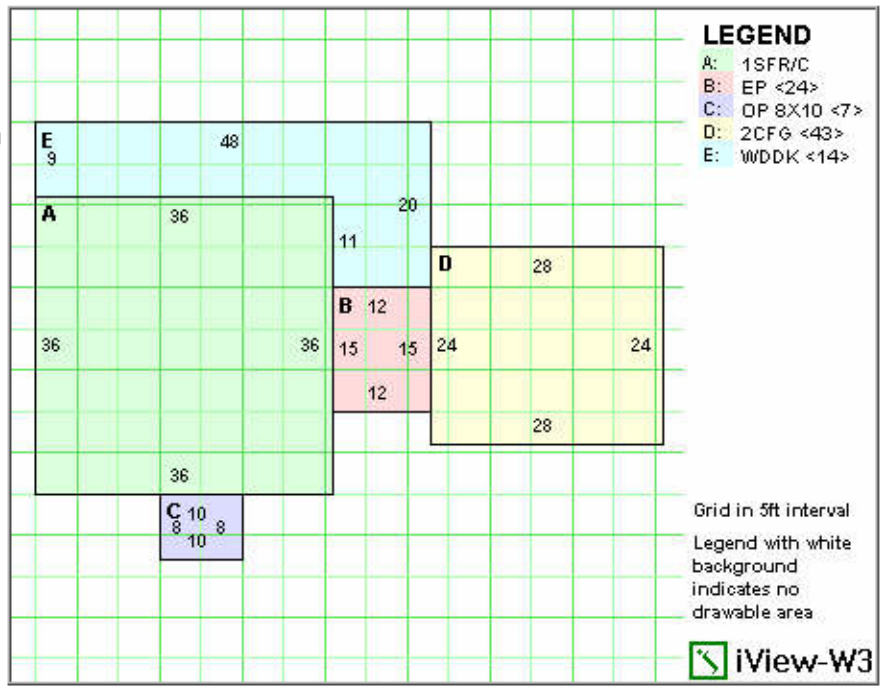 LEGEND
A: 1SFR/C
B: EP <24>
C: OP 8X10 <7>
D: 2CFG <43>
E: WDDK <14>
E
9
48
A
36
20
11
D
28
B 12
36
36
15
15
24
24
12
28
36
C 10
8
8
10
Grid in 5ft interval
Legend with white
background
indicates no
drawable area
iView-W3